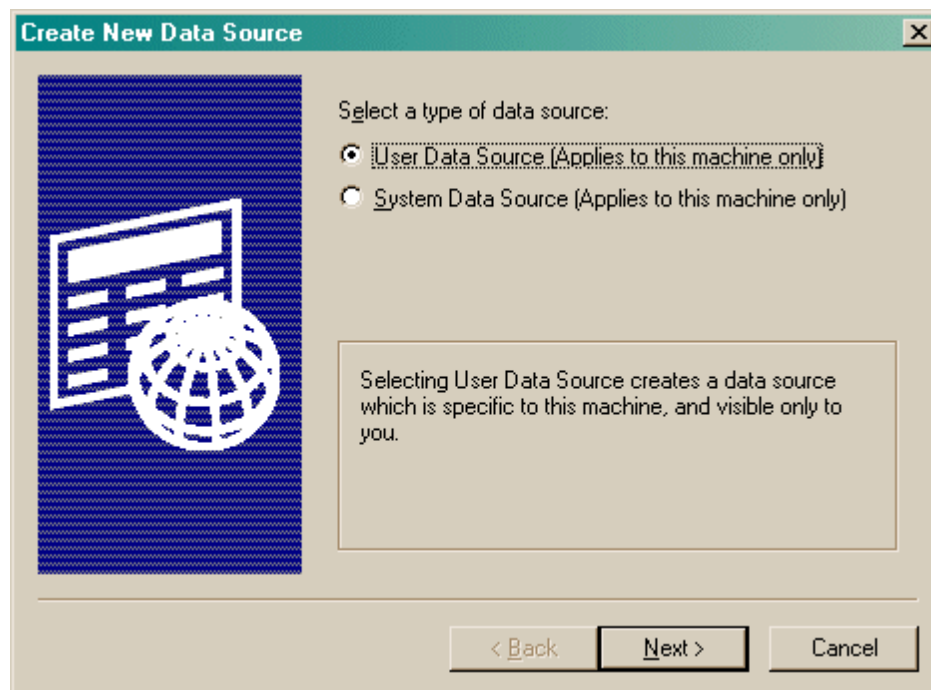 Create New Data Source
Select a type of data source:
User Data Source (Applies to this machine only)
System Data Source (Applies to this machine only)
Selecting User Data Source creates a data source
which is specific to this machine, and visible only to
you.
< Back
Next >
Cancel